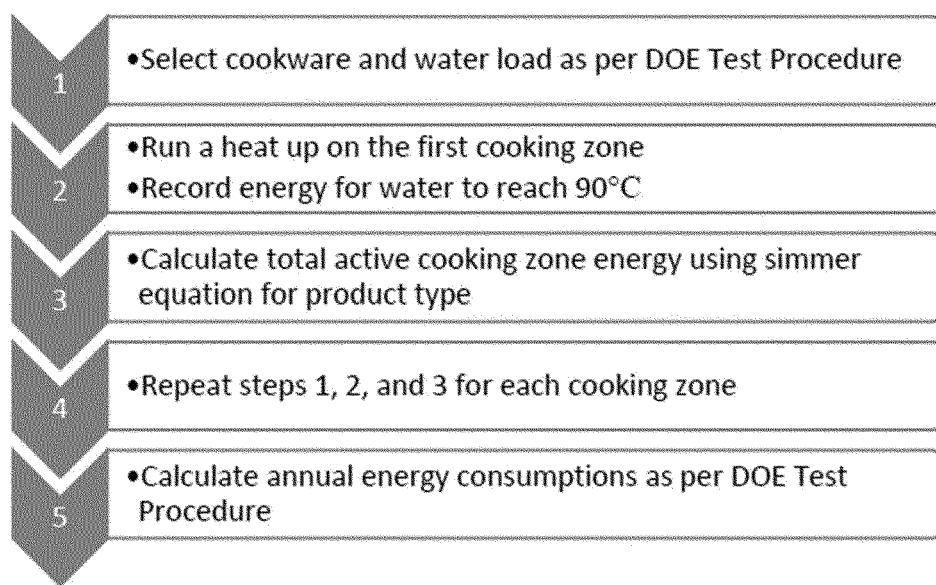 1
•Select cookware and water load as per DOE Test Procedure
2
•Run a heat up on the first cooking zone
•Record energy for water to reach 90°C
3
•Calculate total active cooking zone energy using simmer
equation for product type
4
•Repeat steps 1, 2, and 3 for each cooking zone
5
•Calculate annual energy consumptions as per DOE Test
Procedure